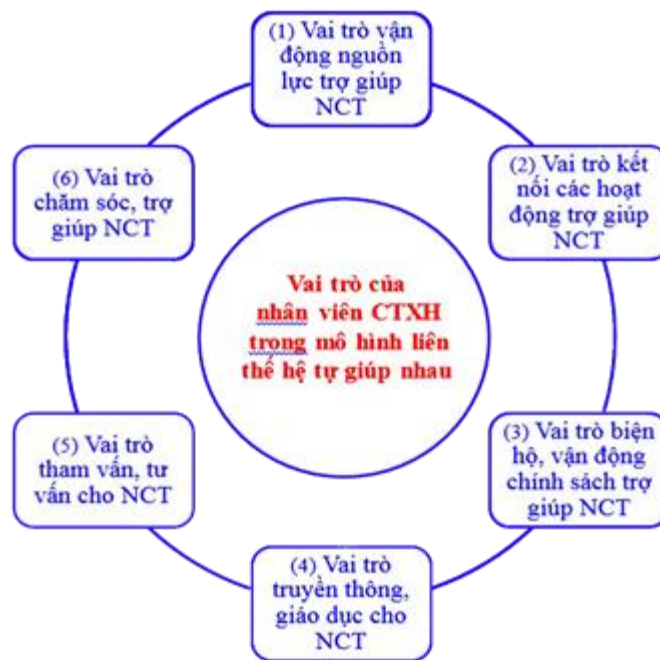 (1) Vai trò vận
động nguồn
lực trợ giúp
NCT
(2) Vai trò kết
nối các hoạt
động trợ giúp
NCT
(3) Vai trò biện
hộ, vận động
chính sách trợ
giúp NCT
(4) Vai trò
truyền thông,
giáo dục cho
NCT
(5) Vai trò
tham vấn, tư
vấn cho NCT
(6) Vai trò
chăm sóc, trợ
giúp NCT
Vai trò của
nhân viên CTXH
trong mô hình liên
thế hệ tự giúp nhau